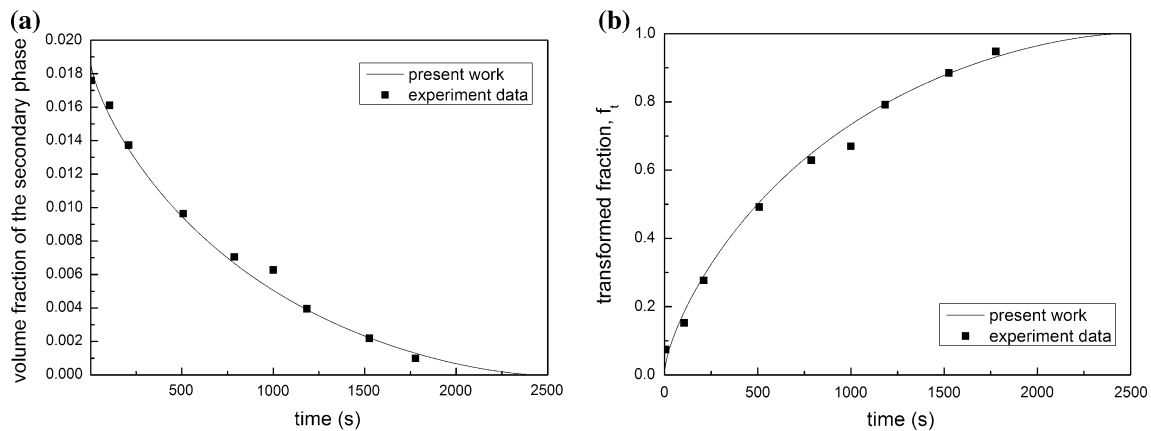 (a)
volume fraction of the secondary phase
0.020
0.018
0.016
0.014
0.012
0.010
0.008
0.006
0.004
0.002
0.000
500
1000
1500
2000
2500
time (s)
present work
experiment data
(b)
transformed fraction, f_t
1.0
0.8
0.6
0.4
0.2
0.0
0
500
1000
1500
2000
2500
time (s)
present work
experiment data